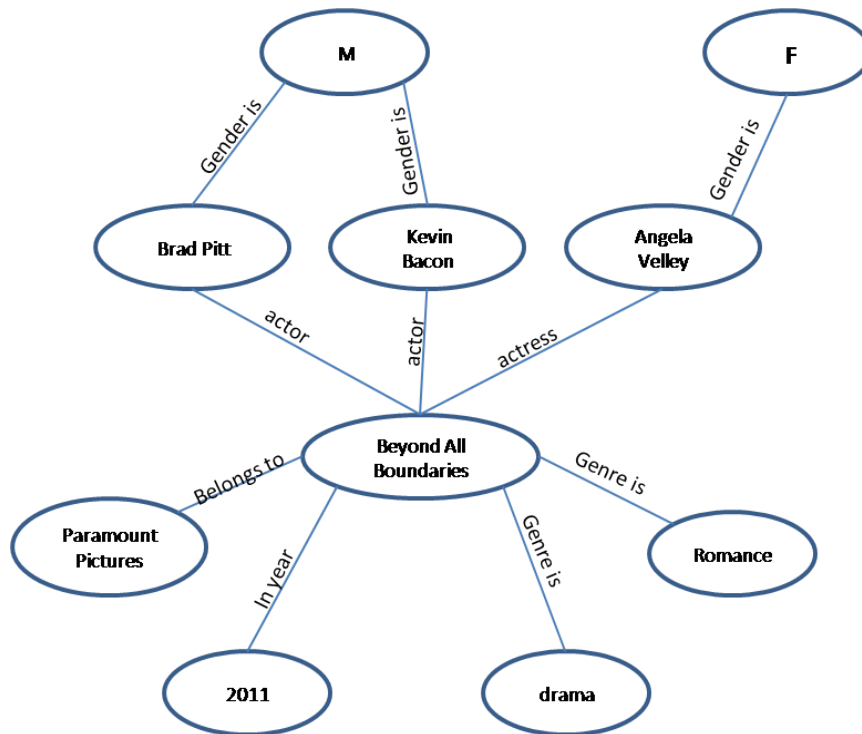 M
F
Gender is
Gender is
Gender is
Brad Pitt
Kevin
Bacon
Angela
Velley
actor
actor
actress
Beyond All
Boundaries
Belongs to
Genre is
Paramount
Pictures
In year
Genre is
Romance
2011
drama